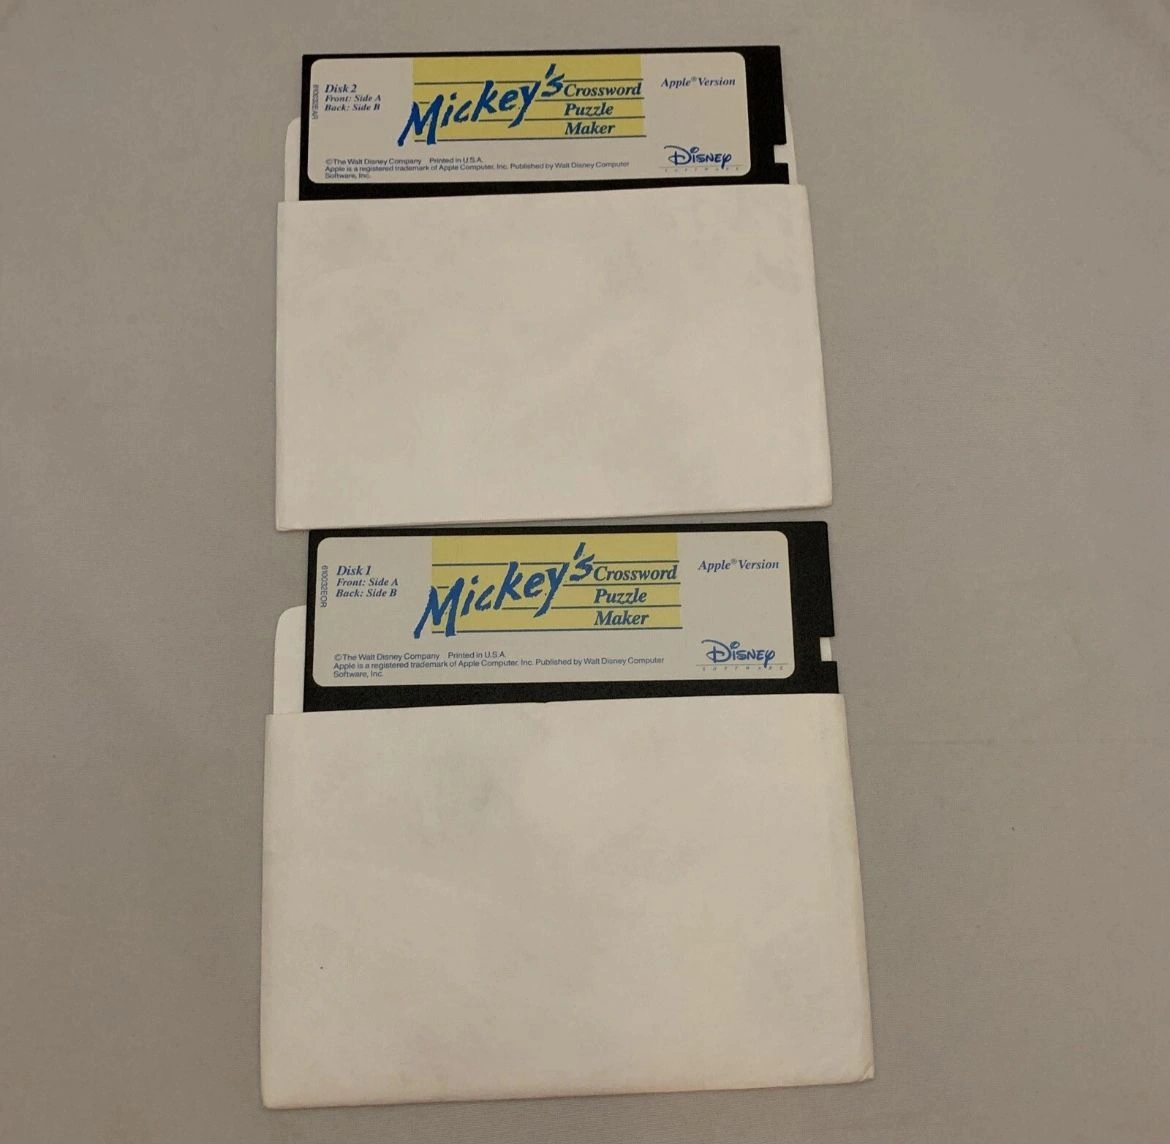 Disk 2
Front: Side A
Back: Side B
Mickey's
Crossword
Puzzle
Maker
Apple® Version
©The Walt Disney Company Printed in U.S.A.
Apple is a registered trademark of Apple Computer, Inc. Published by Walt Disney Computer
Software, Inc.
Disney
SOFTWARE
Disk 1
Front: Side A
Back: Side B
Mickey's
Crossword
Puzzle
Maker
Apple® Version
©The Walt Disney Company Printed in U.S.A.
Apple is a registered trademark of Apple Computer, Inc. Published by Walt Disney Computer
Software, Inc.
Disney
SOFTWARE